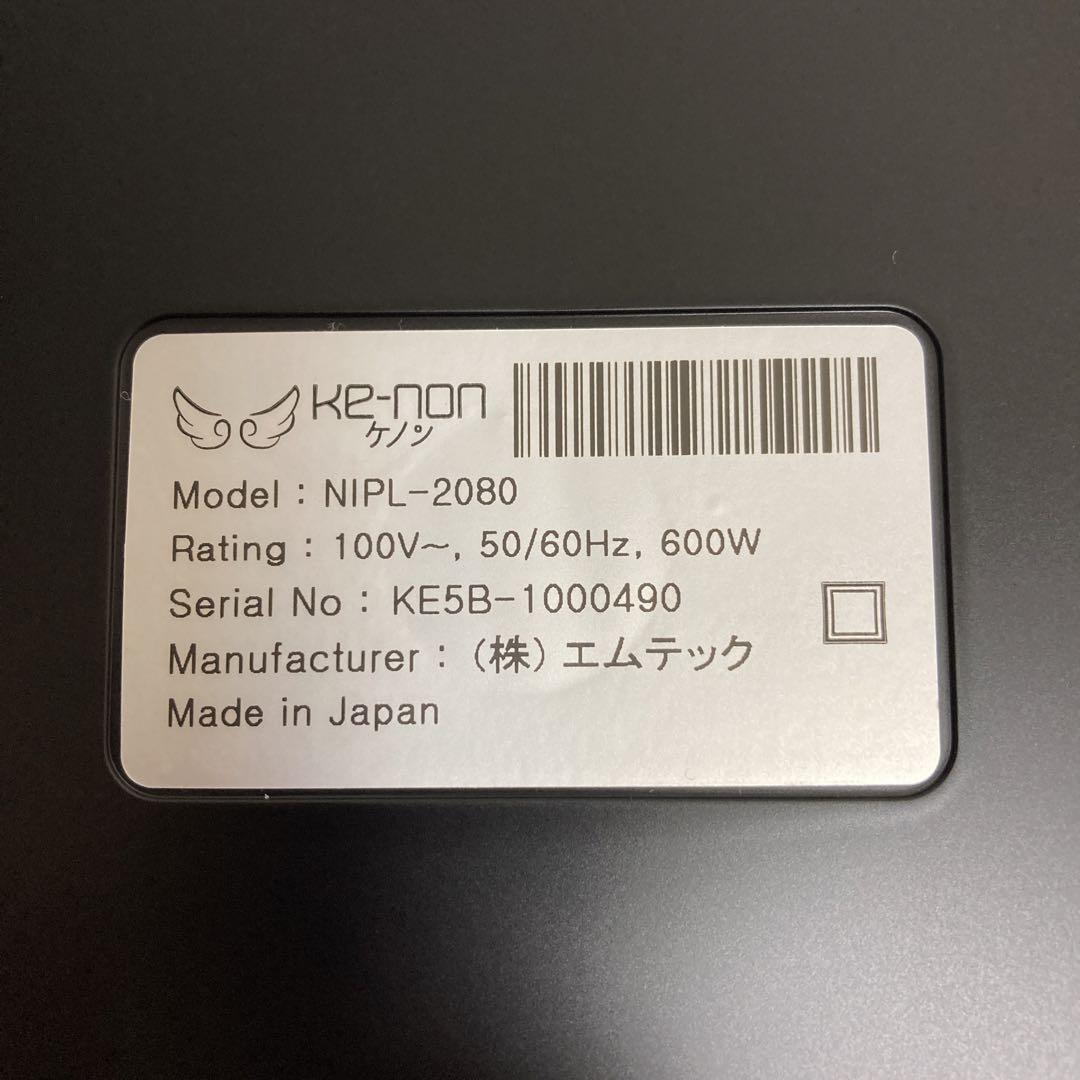 ke-non
ケノン
Model : NIPL-2080
Rating : 100V~, 50/60Hz, 600W
Serial No : KE5B-1000490
Manufacturer : (株) エムテック
Made in Japan